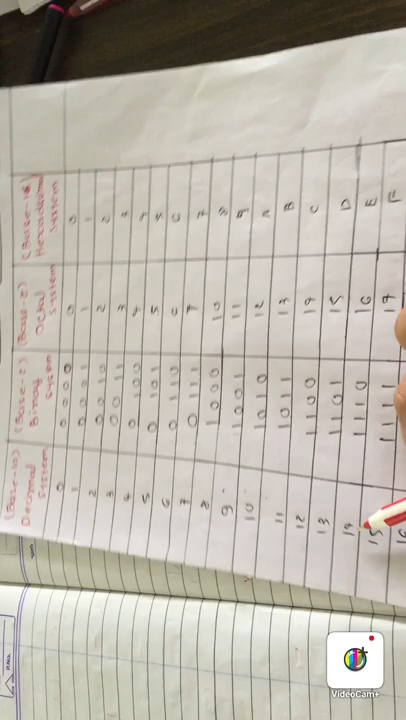 (Base-10) (Base-2) (Base-8) (Base-16)
Decimal Binary Octal Hexadecimal
System System System System
0 0000 0 0
1 0001 1 1
2 0010 2 2
3 0011 3 3
4 0100 4 4
5 0101 5 5
6 0110 6 6
7 0111 7 7
8 1000 10 8
9 1001 11 9
10 1010 12 A
11 1011 13 B
12 1100 14 C
13 1101 15 D
14 1110 16 E
15 1111 17 F
16
VideoCam+